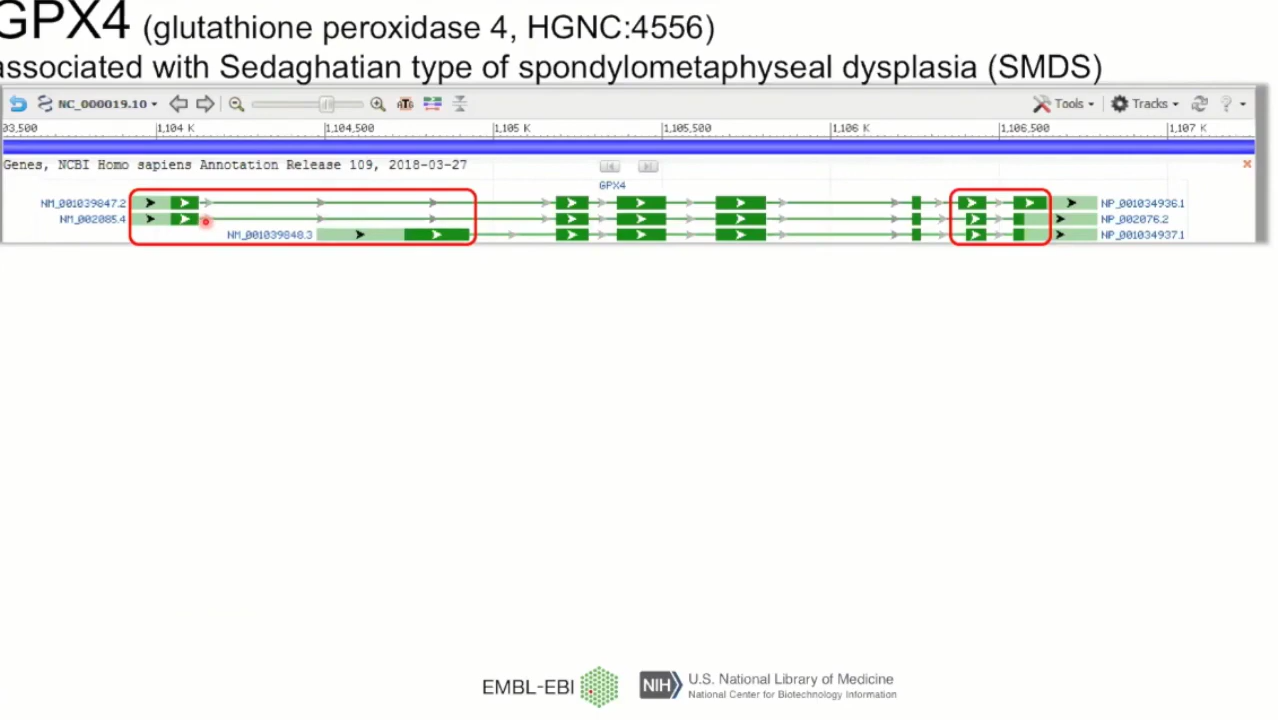 GPX4 (glutathione peroxidase 4, HGNC:4556)
associated with Sedaghatian type of spondylometaphyseal dysplasia (SMDS)
NC_000019.10 Tools Tracks ?
03,500 1,104 K 1,104,500 1,105 K 1,105,500 1,106 K 1,106,500 1,107 K
Genes, NCBI Homo sapiens Annotation Release 109, 2018-03-27
GPX4
NM_001039847.2 NP_001034936.1
NM_002085.4 NP_002076.2
NM_001039848.3 NP_001034937.1
EMBL-EBI NIH U.S. National Library of Medicine
National Center for Biotechnology Information